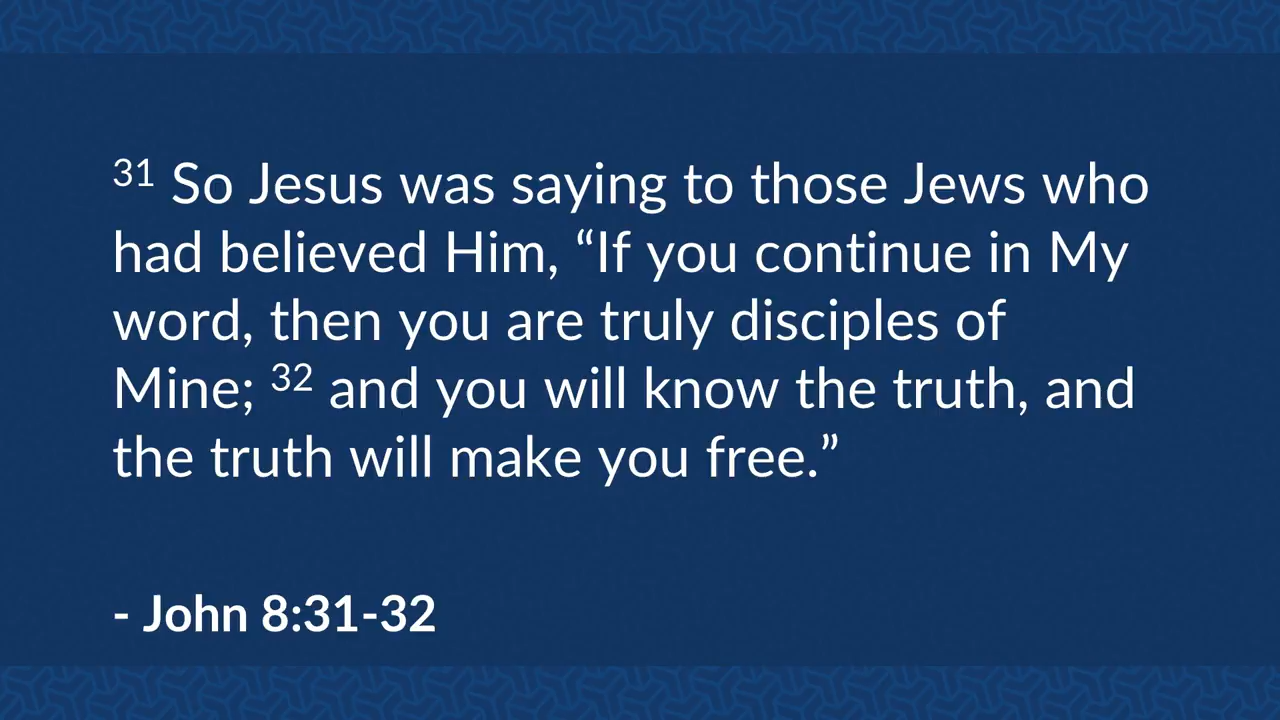 31 So Jesus was saying to those Jews who
had believed Him, “If you continue in My
word, then you are truly disciples of
Mine; 32 and you will know the truth, and
the truth will make you free.”
- John 8:31-32